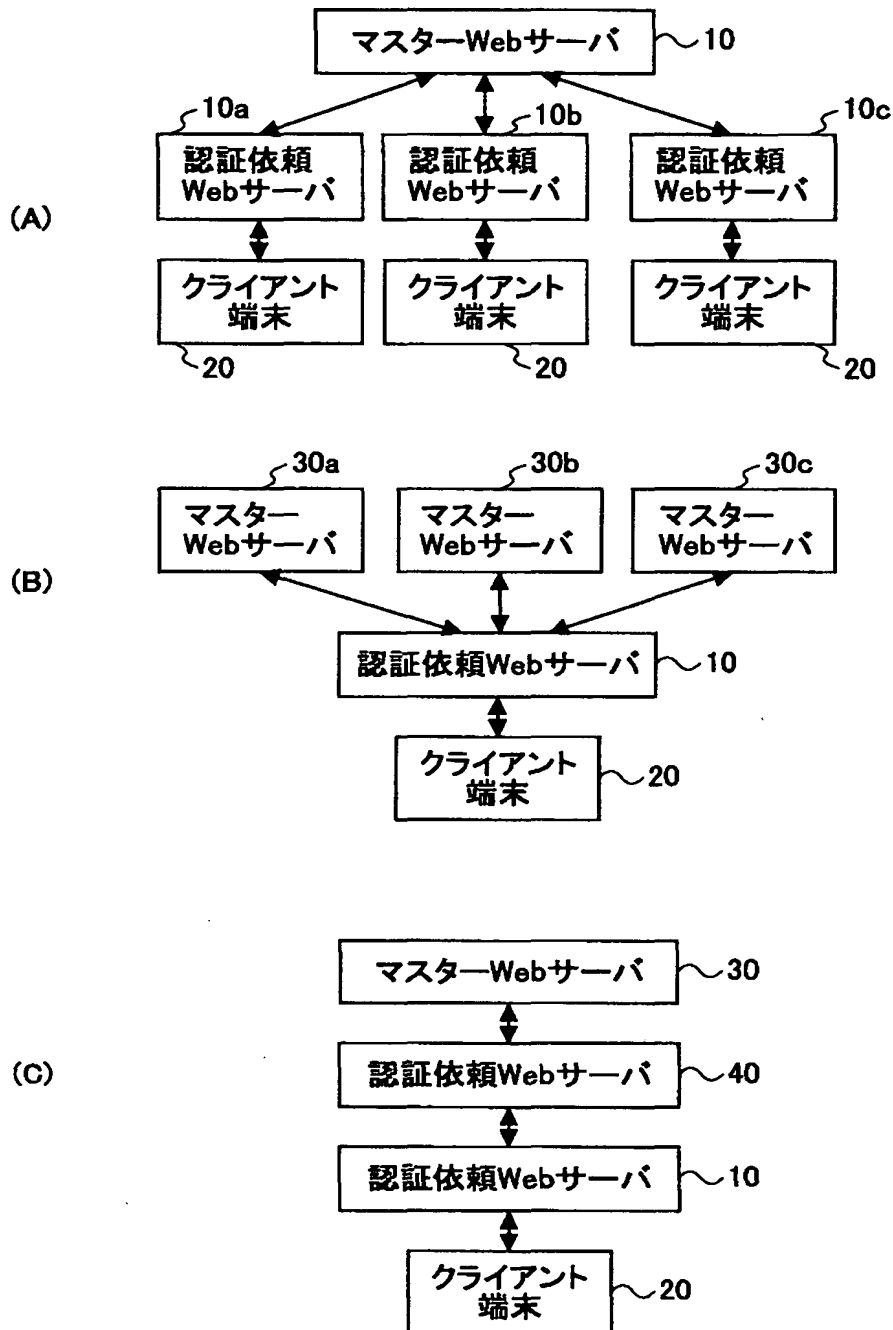 マスターWebサーバ 10
10a 10b 10c
認証依頼 認証依頼 認証依頼
Webサーバ Webサーバ Webサーバ
(A)
クライアント クライアント クライアント
端末 端末 端末
20 20 20
30a 30b 30c
マスター マスター マスター
Webサーバ Webサーバ Webサーバ
(B)
認証依頼Webサーバ 10
クライアント
端末 20
マスターWebサーバ 30
(C) 認証依頼Webサーバ 40
認証依頼Webサーバ 10
クライアント
端末 20